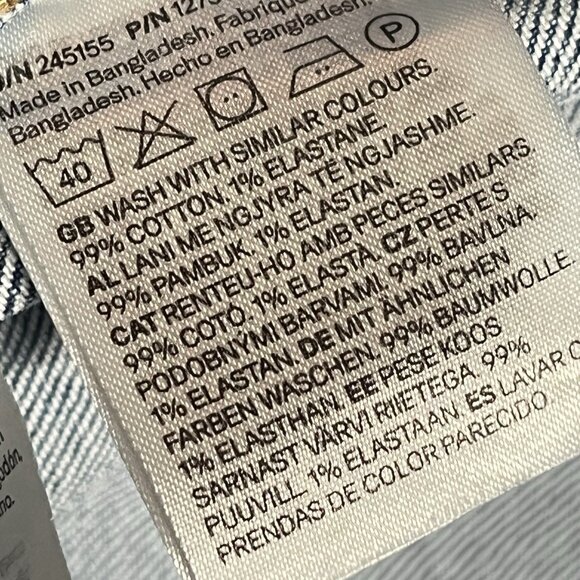 245155 P/N
Made in Bangladesh. Fabriqué
Bangladesh. Hecho en Bangladesh.
40
P
GB WASH WITH SIMILAR COLOURS.
99% COTTON. 1% ELASTANE
AL LANI ME NGJYRA TË NGJASHME.
99% PAMBUK. 1% ELASTAN.
CAT RENTEU-HO AMB PECES SIMILARS.
99% COTÓ. 1% ELASTÀ. CZ PERTE S
PODOBNÝMI BARVAMI. 99% BAVLNA.
1% ELASTAN. DE MIT ÄHNLICHEN
FARBEN WASCHEN. 99% BAUMWOLLE.
1% ELASTHAN. EE PESE KOOS
SARNAST VÄRVI RIIETEGA. 99%
PUUVILL. 1% ELASTAAN. ES LAVAR
PRENDAS DE COLOR PARECIDO